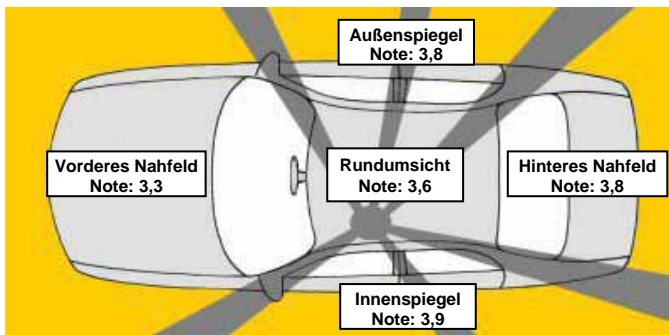 Außenspiegel
Note: 3,8
Vorderes Nahfeld
Note: 3,3
Rundumsicht
Note: 3,6
Hinteres Nahfeld
Note: 3,8
Innenspiegel
Note: 3,9